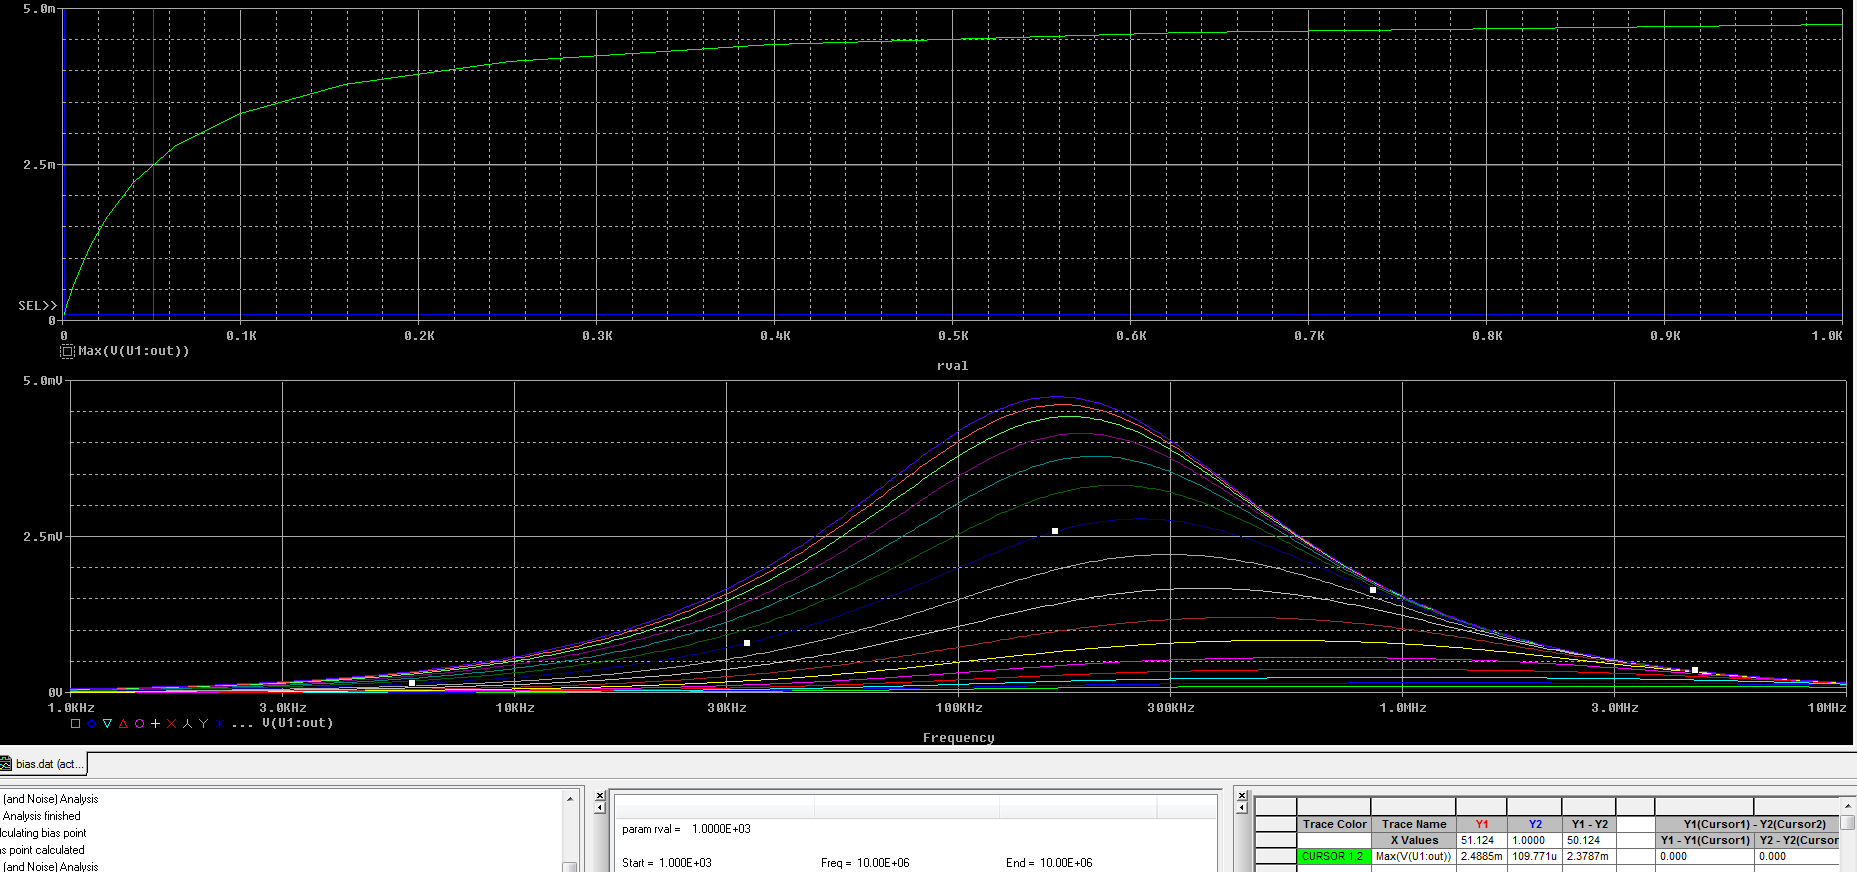 5.0m
2.5m
SEL>>
0
0 0.1K 0.2K 0.3K 0.4K 0.5K 0.6K 0.7K 0.8K 0.9K 1.0K
Max(V(U1:out))
rval
5.0mV
2.5mV
0V
1.0KHz 3.0KHz 10KHz 30KHz 100KHz 300KHz 1.0MHz 3.0MHz 10MHz
... V(U1:out)
Frequency
bias.dat (act...
(and Noise) Analysis
Analysis finished
lculating bias point
as point calculated
(and Noise) Analysis
param rval = 1.0000E+03
Start = 1.000E+03 Freq = 10.00E+06 End = 10.00E+06
Trace Color Trace Name Y1 Y2 Y1 - Y2 Y1(Cursor1) - Y2(Cursor2)
X Values 51.124 1.0000 50.124 Y1 - Y1(Cursor1) Y2 - Y2(Cursor
CURSOR 1,2 Max(V(U1:out)) 2.4885m 109.771u 2.3787m 0.000 0.000